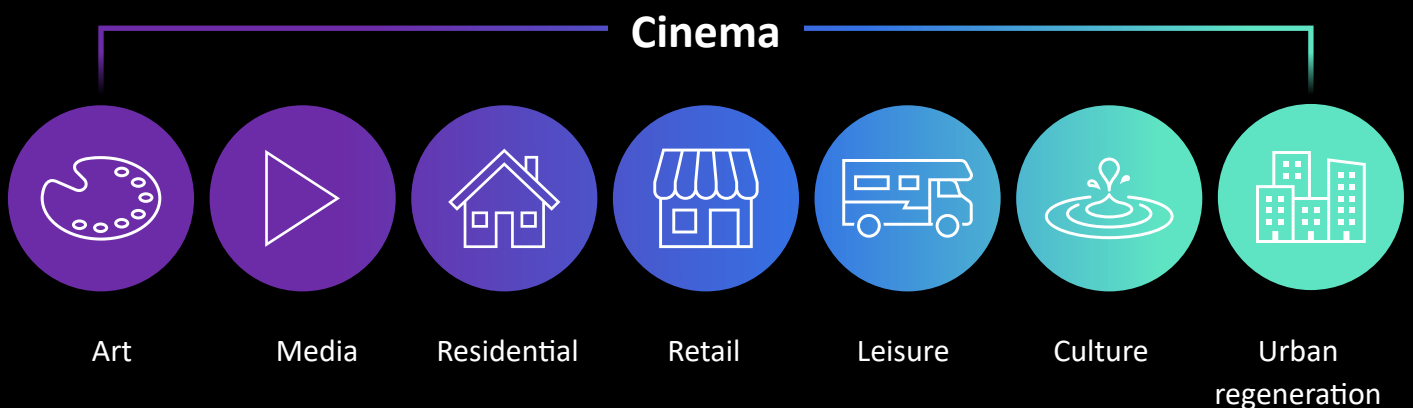 Cinema
Art
Media
Residential
Retail
Leisure
Culture
Urban
regeneration